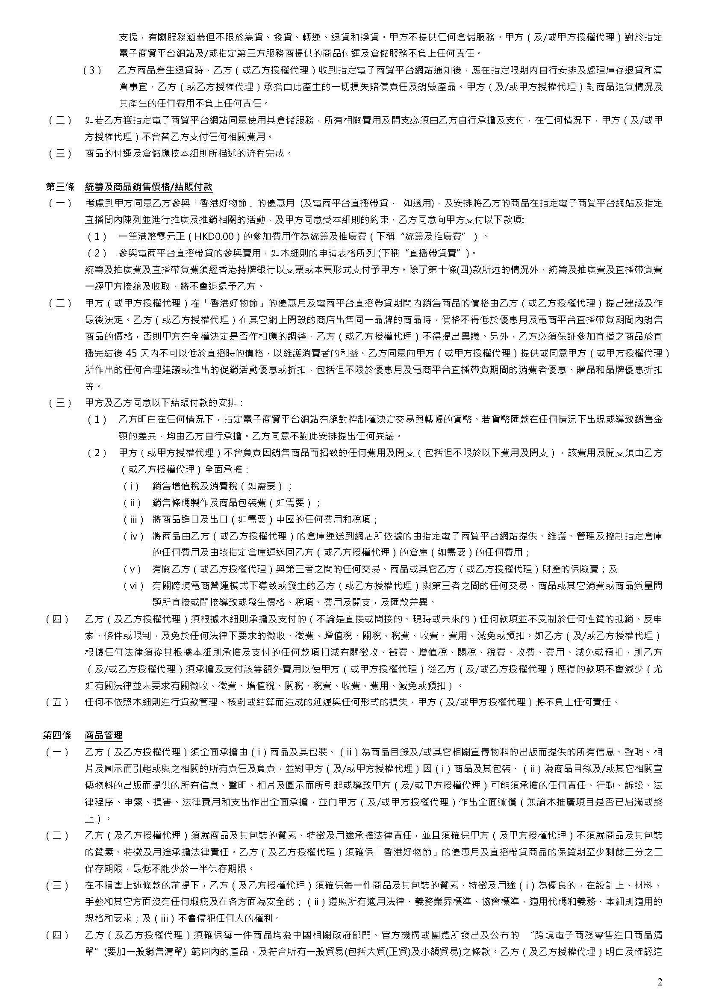 支援，有關服務涵蓋但不限於集貨、發貨、轉運、退貨和換貨。甲方不提供任何倉儲服務。甲方（及/或甲方授權代理）對於指定
電子商貿平台網站及/或指定第三方服務商提供的商品付運及倉儲服務不負上任何責任。
（3） 乙方商品產生退貨時，乙方（或乙方授權代理）收到指定電子商貿平台網站通知後，應在指定限期內自行安排及處理庫存退貨和清
倉事宜，乙方（或乙方授權代理）承擔由此產生的一切損失賠償責任及銷毀產品。甲方（及/或甲方授權代理）對商品退貨情況及
其產生的任何費用不負上任何責任。
（二） 如若乙方獲指定電子商貿平台網站同意使用其倉儲服務，所有相關費用及開支必須由乙方自行承擔及支付，在任何情況下，甲方（及/或甲
方授權代理）不會替乙方支付任何相關費用。
（三） 商品的付運及倉儲應按本細則所描述的流程完成。
第三條 統籌及商品銷售價格/結賬付款
（一） 考慮到甲方同意乙方參與「香港好物節」的優惠月 (及電商平台直播帶貨， 如適用)，及安排將乙方的商品在指定電子商貿平台網站及指定
直播間內陳列並進行推廣及推銷相關的活動，及甲方同意受本細則的約束，乙方同意向甲方支付以下款項:
（1） 一筆港幣零元正（HKD0.00）的參加費用作為統籌及推廣費（下稱“統籌及推廣費”）。
（2） 參與電商平台直播帶貨的參與費用，如本細則的申請表格所列 (下稱“直播帶貨費”)。
統籌及推廣費及直播帶貨費須經香港持牌銀行以支票或本票形式支付予甲方。除了第十條(四)款所述的情況外，統籌及推廣費及直播帶貨費
一經甲方接納及收取，將不會退還予乙方。
（二） 甲方（或甲方授權代理）在「香港好物節」的優惠月及電商平台直播帶貨期間內銷售商品的價格由乙方（或乙方授權代理）提出建議及作
最後決定。乙方（或乙方授權代理）在其它網上開設的商店出售同一品牌的商品時，價格不得低於優惠月及電商平台直播帶貨期間內銷售
商品的價格，否則甲方有全權決定是否作相應的調整，乙方（或乙方授權代理）不得提出異議。另外，乙方必須保証參加直播之商品於直
播完結後 45 天內不可以低於直播時的價格，以維護消費者的利益。乙方同意向甲方（或甲方授權代理）提供或同意甲方（或甲方授權代理）
所作出的任何合理建議或推出的促銷活動優惠或折扣，包括但不限於優惠月及電商平台直播帶貨期間的消費者優惠、贈品和品牌優惠折扣
等。
（三） 甲方及乙方同意以下結賬付款的安排：
（1） 乙方明白在任何情況下，指定電子商貿平台網站有絕對控制權決定交易與轉帳的貨幣。若貨幣匯款在任何情況下出現或導致銷售金
額的差異，均由乙方自行承擔。乙方同意不對此安排提出任何異議。
（2） 甲方（或甲方授權代理）不會負責因銷售商品而招致的任何費用及開支（包括但不限於以下費用及開支），該費用及開支須由乙方
（或乙方授權代理）全面承擔：
（i） 銷售增值稅及消費稅（如需要）；
（ii） 銷售條碼製作及商品包裝費（如需要）；
（iii） 將商品進口及出口（如需要）中國的任何費用和稅項；
（iv） 將商品由乙方（或乙方授權代理）的倉庫運送到網店所依據的由指定電子商貿平台網站提供、維護、管理及控制指定倉庫
的任何費用及由該指定倉庫運送回乙方（或乙方授權代理）的倉庫（如需要）的任何費用；
（v） 有關乙方（或乙方授權代理）與第三者之間的任何交易、商品或其它乙方（或乙方授權代理）財產的保險費；及
（vi） 有關跨境電商營運模式下導致或發生的乙方（或乙方授權代理）與第三者之間的任何交易、商品或其它消費或商品質量問
題所直接或間接導致或發生價格、稅項、費用及開支，及匯款差異。
（四） 乙方（及乙方授權代理）須根據本細則承擔及支付的（不論是直接或間接的、現時或未來的）任何款項並不受制於任何性質的抵銷、反申
索、條件或限制，及免於任何法律下要求的徵收、徵費、增值稅、關稅、稅費、收費、費用、減免或預扣。如乙方（及/或乙方授權代理）
根據任何法律須從其根據本細則承擔及支付的任何款項扣減有關徵收、徵費、增值稅、關稅、稅費、收費、費用、減免或預扣，則乙方
（及/或乙方授權代理）須承擔及支付該等額外費用以使甲方（或甲方授權代理）從乙方（及/或乙方授權代理）應得的款項不會減少（尤
如有關法律並未要求有關徵收、徵費、增值稅、關稅、稅費、收費、費用、減免或預扣）。
（五） 任何不依照本細則進行貨款管理、核對或結算而造成的延遲與任何形式的損失，甲方（及/或甲方授權代理）將不負上任何責任。
第四條 商品管理
（一） 乙方（及乙方授權代理）須全面承擔由（i）商品及其包裝、（ii）為商品目錄及/或其它相關宣傳物料的出版而提供的所有信息、聲明、相
片及圖示而引起或與之相關的所有責任及負責，並對甲方（及/或甲方授權代理）因（i）商品及其包裝、（ii）為商品目錄及/或其它相關宣
傳物料的出版而提供的所有信息、聲明、相片及圖示而所引起或導致甲方（及/或甲方授權代理）可能須承擔的任何責任、行動、訴訟、法
律程序、申索、損害、法律費用和支出作出全面承擔，並向甲方（及/或甲方授權代理）作出全面彌償（無論本推廣項目是否已屆滿或終
止）。
（二） 乙方（及乙方授權代理）須就商品及其包裝的質素、特徵及用途承擔法律責任，並且須確保甲方（及甲方授權代理）不須就商品及其包裝
的質素、特徵及用途承擔法律責任。乙方（及乙方授權代理）須確保「香港好物節」的優惠月及直播帶貨商品的保質期至少剩餘三分之二
保存期限，最低不能少於一半保存期限。
（三） 在不損害上述條款的前提下，乙方（及乙方授權代理）須確保每一件商品及其包裝的質素、特徵及用途（i）為優良的，在設計上、材料、
手藝和其它方面沒有任何瑕疵及在各方面為安全的；（ii）遵照所有適用法律、義務業界標準、協會標準、適用代碼和義務、本細則適用的
規格和要求；及（iii）不會侵犯任何人的權利。
（四） 乙方（及乙方授權代理）須確保每一件商品均為中國相關政府部門、官方機構或團體所發出及公布的 “跨境電子商務零售進口商品清
單”(要加一般銷售清單) 範圍內的產品，及符合所有一般貿易(包括大貿(正貿)及小額貿易)之條款。乙方（及乙方授權代理）明白及確認這
2